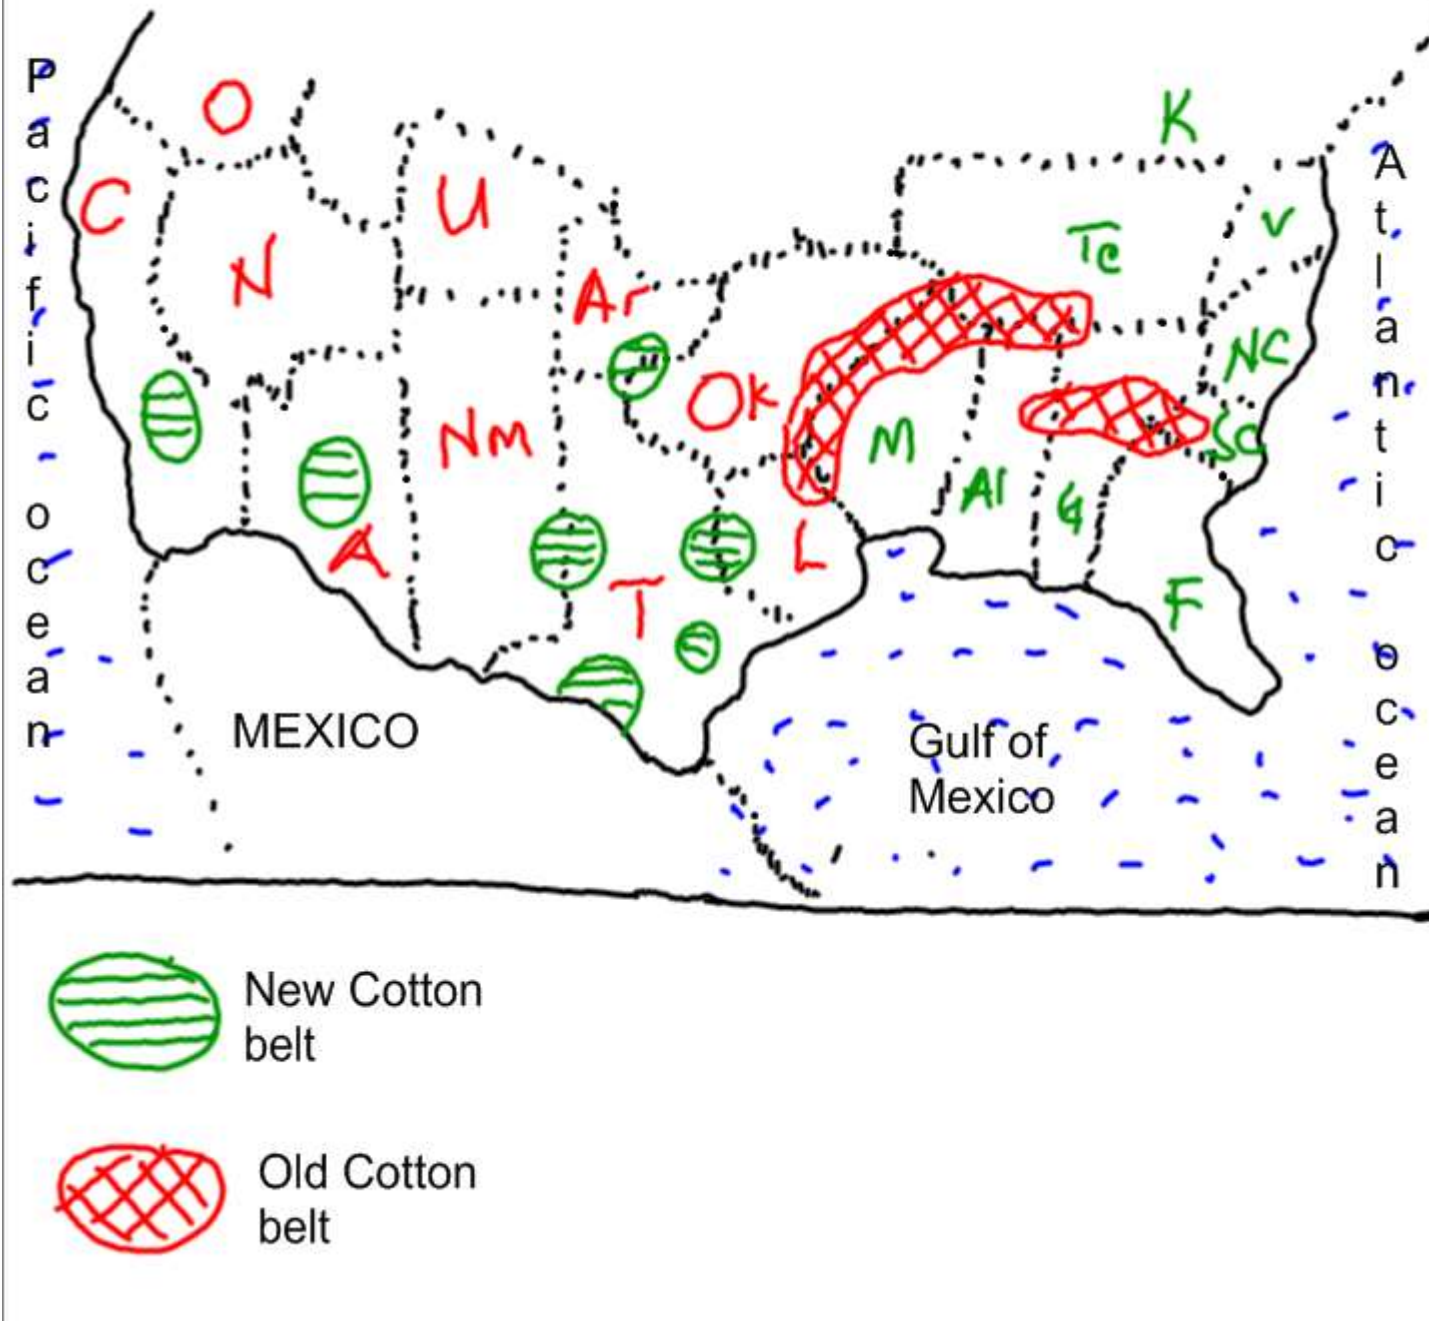 Pacific ocean
O
K
Atlantic ocean
C
U
V
Te
N
Ar
NC
Ok
Nm
M
SC
Al
G
A
L
T
F
MEXICO
Gulf of
Mexico
New Cotton
belt
Old Cotton
belt